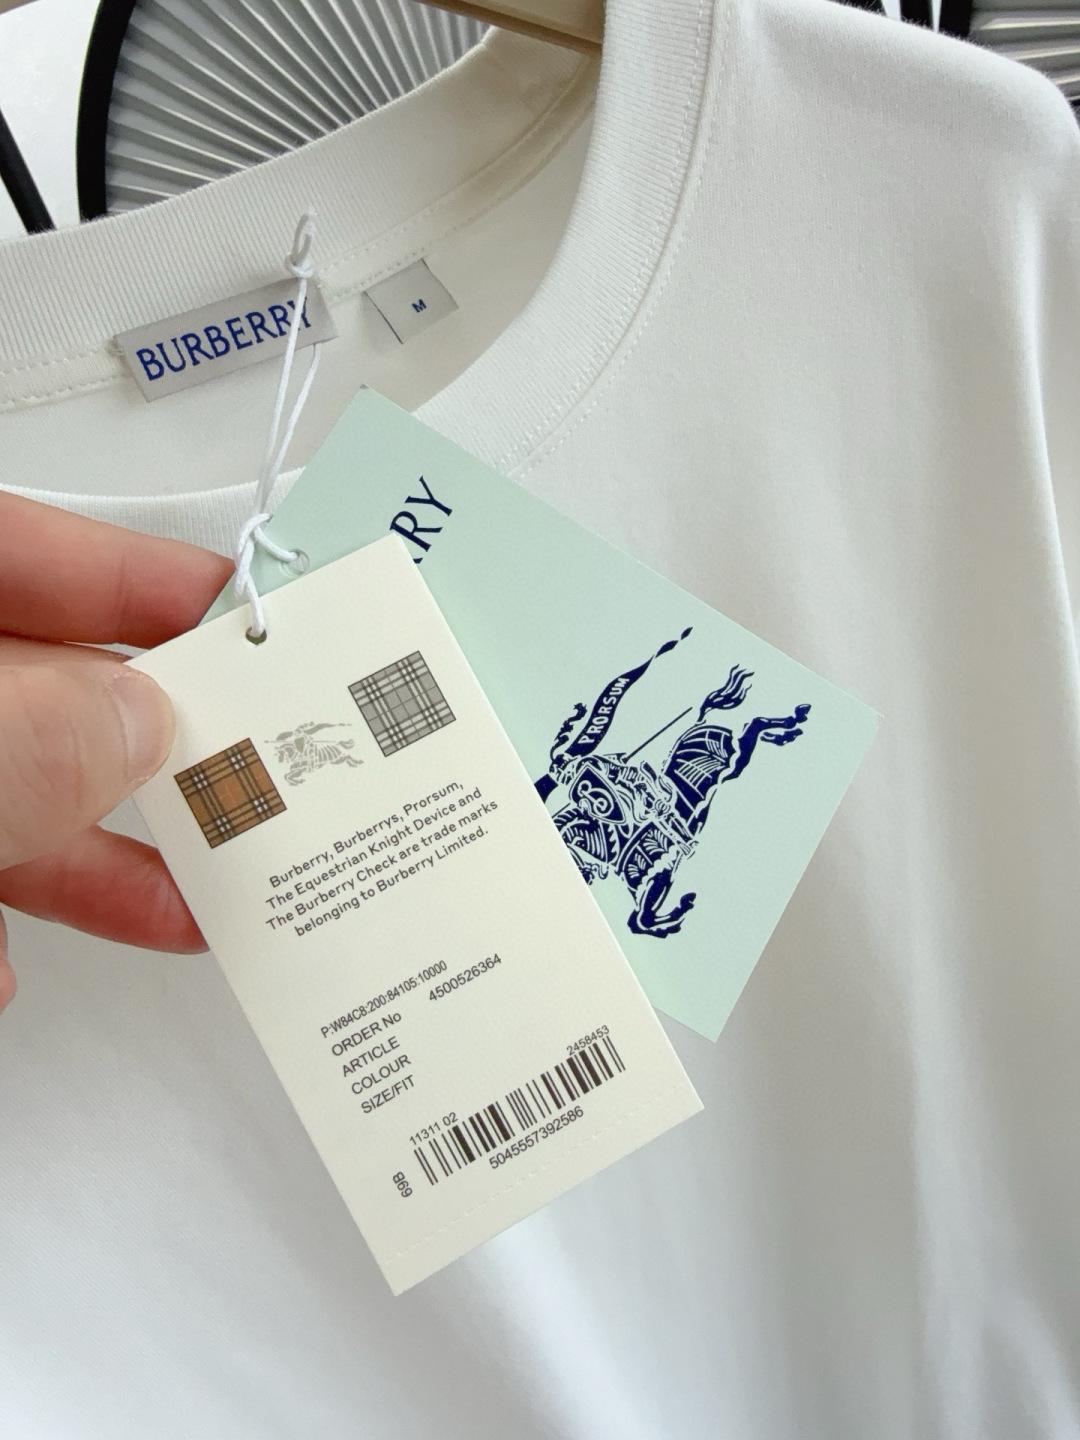 BURBERRY
M
RRY
PRORSUM
Burberry, Burberrys, Prorsum,
The Equestrian Knight Device and
The Burberry Check are trade marks
belonging to Burberry Limited.
P:W84C8:200:84105:10000
ORDER No 4500526364
ARTICLE
COLOUR
SIZE/FIT
11311 02 2458453
69B
5045557392586